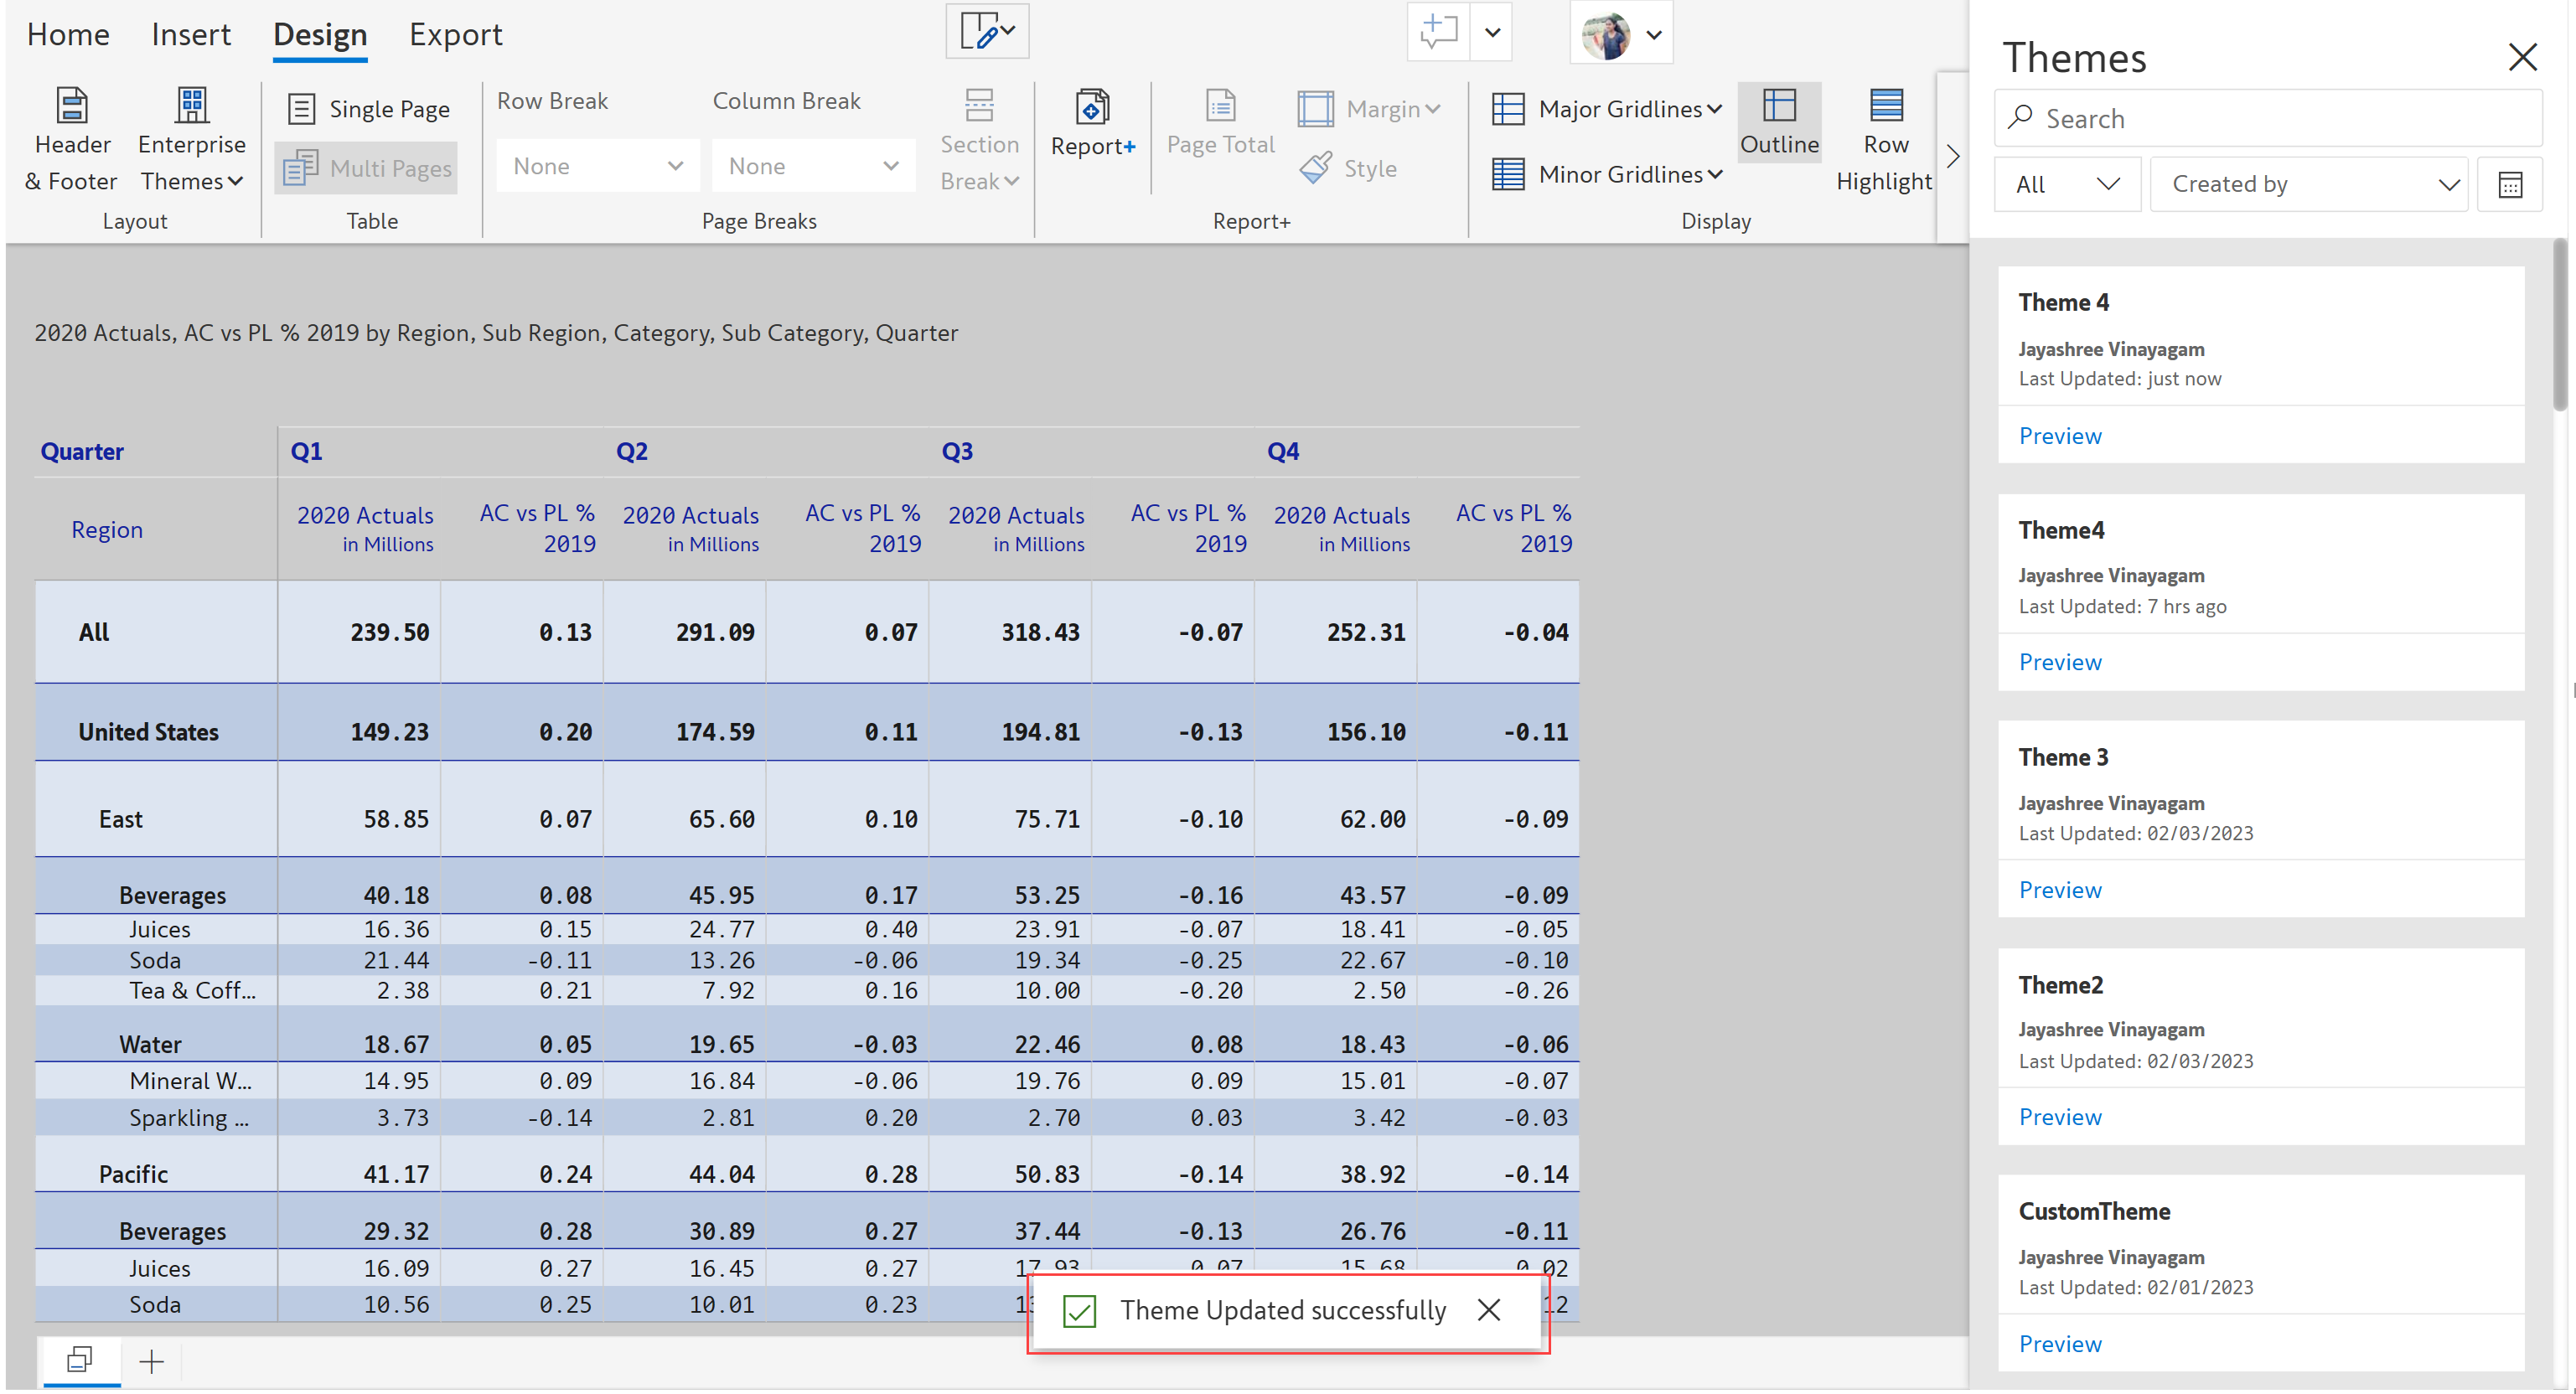 Home Insert Design Export
Header & Footer
Enterprise Themes
Layout
Single Page
Multi Pages
Table
Row Break
None
Column Break
None
Section Break
Page Breaks
Report+
Page Total
Margin
Style
Report+
Major Gridlines
Minor Gridlines
Outline
Row Highlight
Display
2020 Actuals, AC vs PL % 2019 by Region, Sub Region, Category, Sub Category, Quarter
Quarter Q1 Q2 Q3 Q4
Region 2020 Actuals in Millions AC vs PL % 2019 2020 Actuals in Millions AC vs PL % 2019 2020 Actuals in Millions AC vs PL % 2019 2020 Actuals in Millions AC vs PL % 2019
All 239.50 0.13 291.09 0.07 318.43 -0.07 252.31 -0.04
United States 149.23 0.20 174.59 0.11 194.81 -0.13 156.10 -0.11
East 58.85 0.07 65.60 0.10 75.71 -0.10 62.00 -0.09
Beverages 40.18 0.08 45.95 0.17 53.25 -0.16 43.57 -0.09
Juices 16.36 0.15 24.77 0.40 23.91 -0.07 18.41 -0.05
Soda 21.44 -0.11 13.26 -0.06 19.34 -0.25 22.67 -0.10
Tea & Coff... 2.38 0.21 7.92 0.16 10.00 -0.20 2.50 -0.26
Water 18.67 0.05 19.65 -0.03 22.46 0.08 18.43 -0.06
Mineral W... 14.95 0.09 16.84 -0.06 19.76 0.09 15.01 -0.07
Sparkling ... 3.73 -0.14 2.81 0.20 2.70 0.03 3.42 -0.03
Pacific 41.17 0.24 44.04 0.28 50.83 -0.14 38.92 -0.14
Beverages 29.32 0.28 30.89 0.27 37.44 -0.13 26.76 -0.11
Juices 16.09 0.27 16.45 0.27 17.93 0.07 15.68 0.02
Soda 10.56 0.25 10.01 0.23
Theme Updated successfully
Themes
Search
All
Created by
Theme 4
Jayashree Vinayagam
Last Updated: just now
Preview
Theme4
Jayashree Vinayagam
Last Updated: 7 hrs ago
Preview
Theme 3
Jayashree Vinayagam
Last Updated: 02/03/2023
Preview
Theme2
Jayashree Vinayagam
Last Updated: 02/03/2023
Preview
CustomTheme
Jayashree Vinayagam
Last Updated: 02/01/2023
Preview